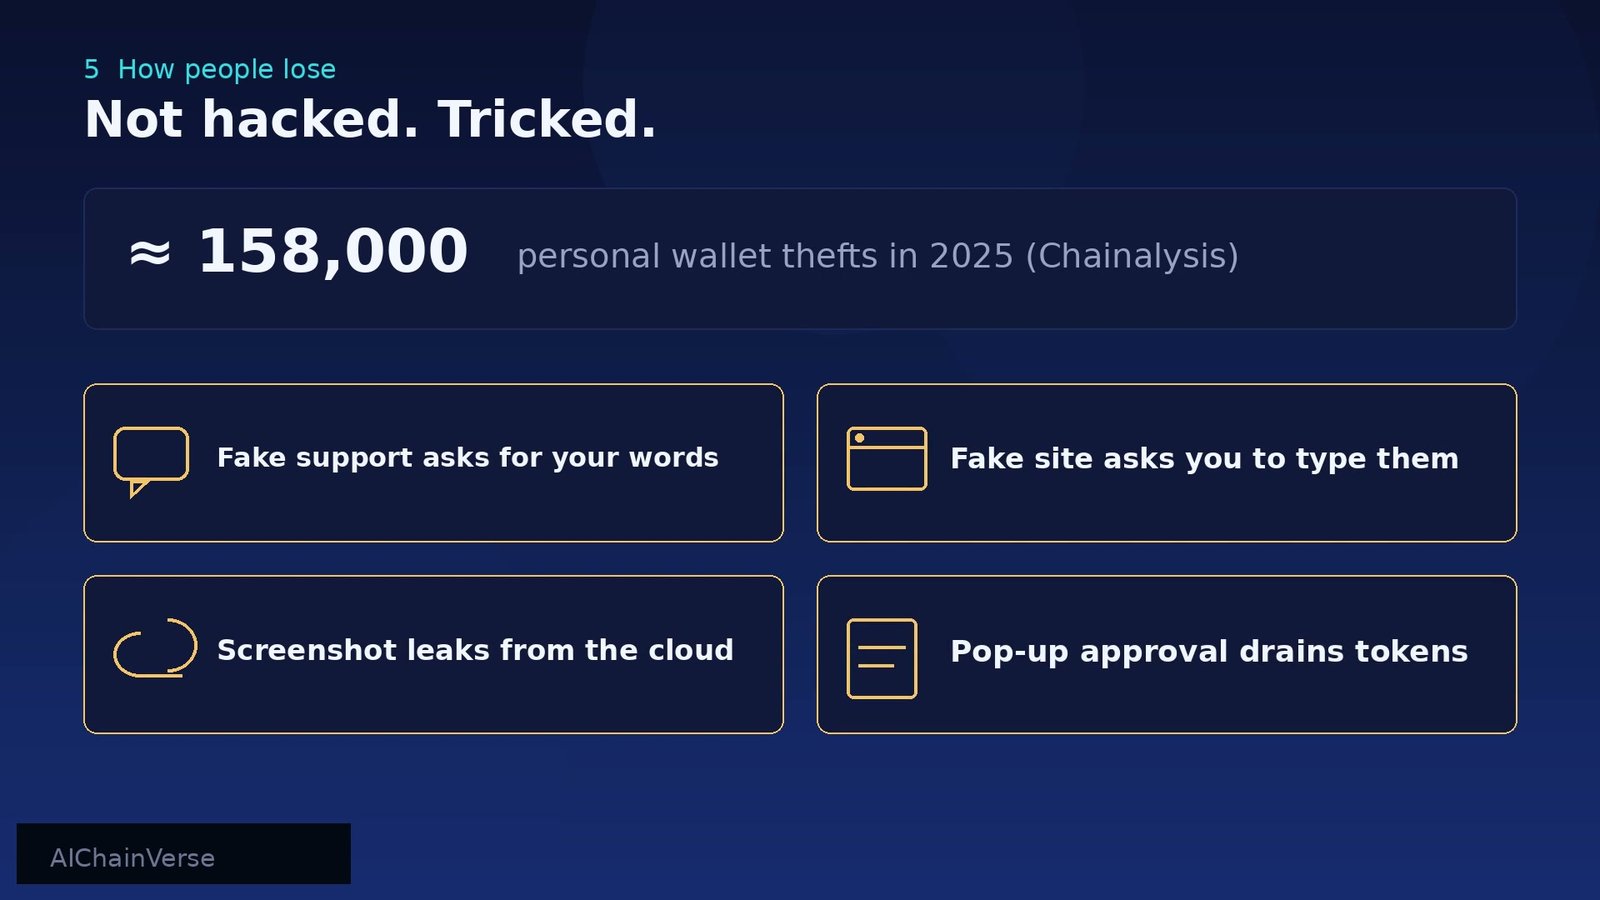 5 How people lose
Not hacked. Tricked.
≈ 158,000 personal wallet thefts in 2025 (Chainalysis)
Fake support asks for your words
Fake site asks you to type them
Screenshot leaks from the cloud
Pop-up approval drains tokens
AIChainVerse